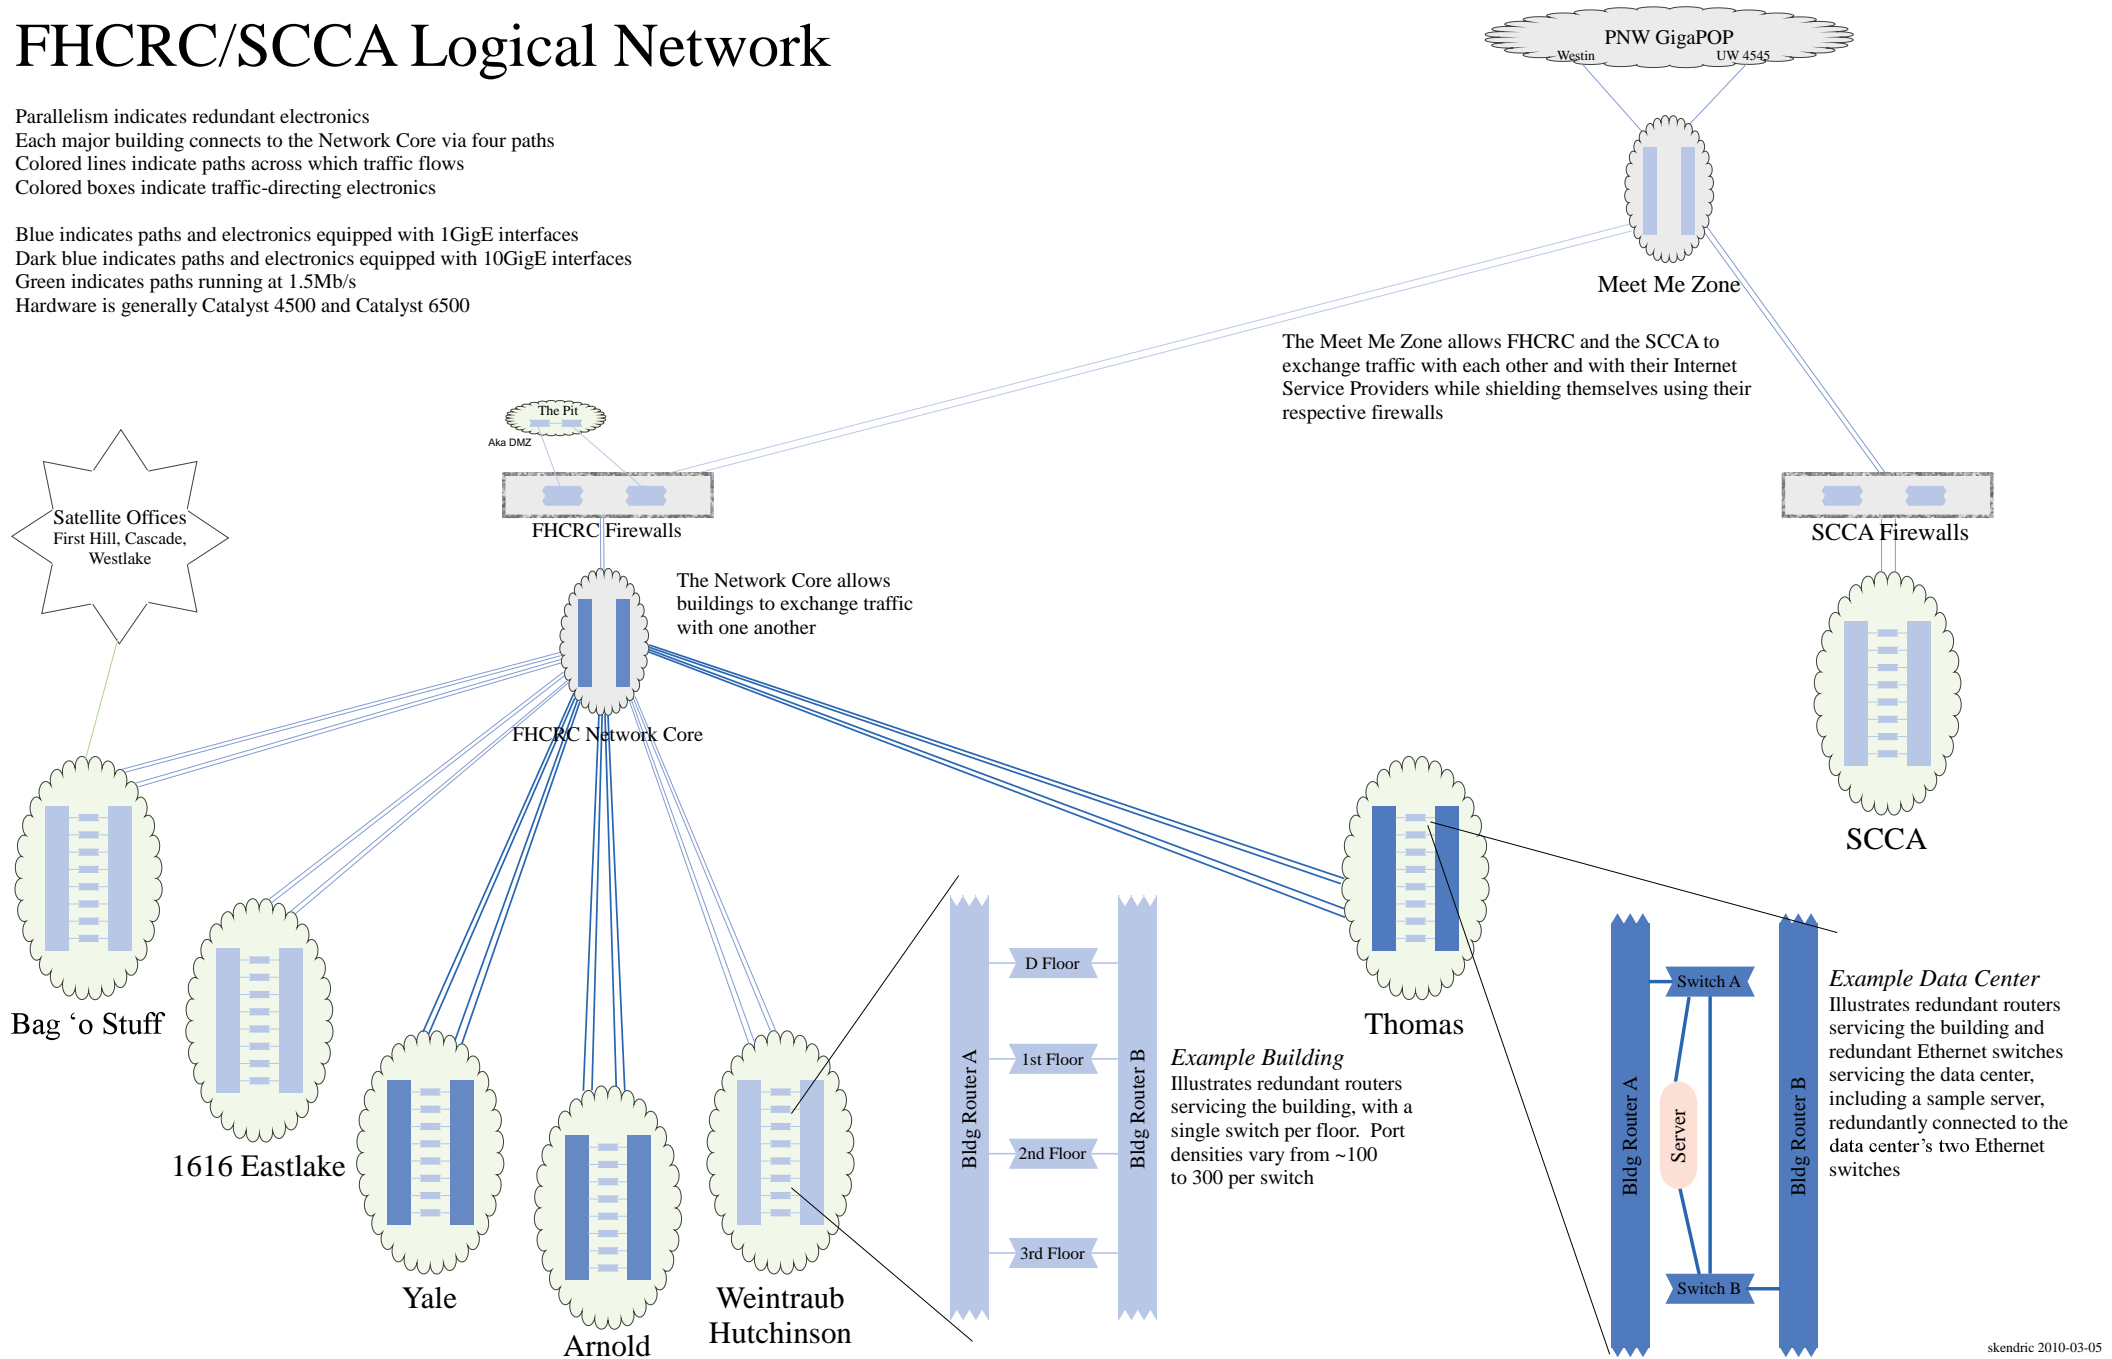 FHCRC/SCCA Logical Network
Parallelism indicates redundant electronics
Each major building connects to the Network Core via four paths
Colored lines indicate paths across which traffic flows
Colored boxes indicate traffic-directing electronics
Blue indicates paths and electronics equipped with 1GigE interfaces
Dark blue indicates paths and electronics equipped with 10GigE interfaces
Green indicates paths running at 1.5Mb/s
Hardware is generally Catalyst 4500 and Catalyst 6500
PNW GigaPOP
Westin
UW 4545
Meet Me Zone
The Meet Me Zone allows FHCRC and the SCCA to
exchange traffic with each other and with their Internet
Service Providers while shielding themselves using their
respective firewalls
The Pit
Aka DMZ
FHCRC Firewalls
SCCA Firewalls
Satellite Offices
First Hill, Cascade,
Westlake
The Network Core allows
buildings to exchange traffic
with one another
FHCRC Network Core
SCCA
Bag ‘o Stuff
1616 Eastlake
Yale
Arnold
Weintraub
Hutchinson
Thomas
Bldg Router A
D Floor
1st Floor
2nd Floor
3rd Floor
Bldg Router B
Example Building
Illustrates redundant routers
servicing the building, with a
single switch per floor. Port
densities vary from ~100
to 300 per switch
Bldg Router A
Switch A
Server
Switch B
Bldg Router B
Example Data Center
Illustrates redundant routers
servicing the building and
redundant Ethernet switches
servicing the data center,
including a sample server,
redundantly connected to the
data center’s two Ethernet
switches
skendric 2010-03-05